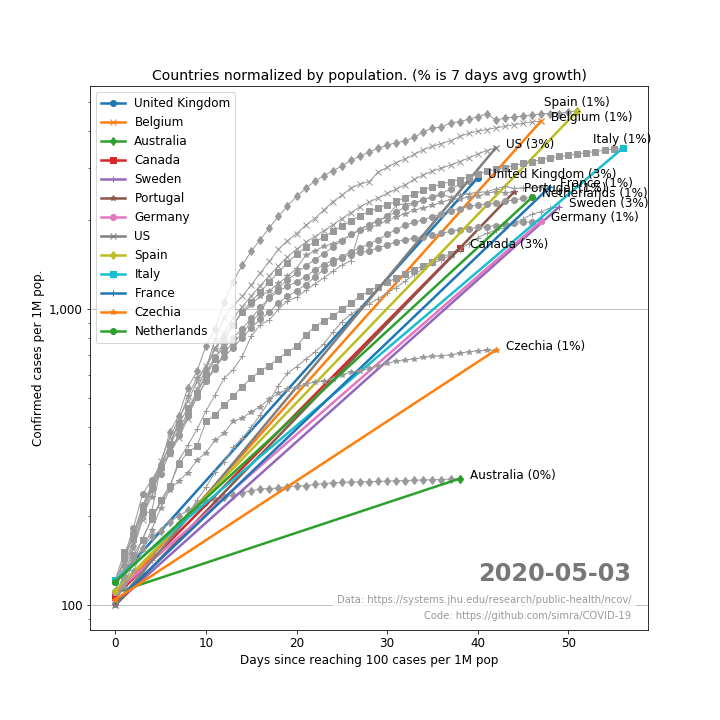 Countries normalized by population. (% is 7 days avg growth)
United Kingdom
Belgium
Australia
Canada
Sweden
Portugal
Germany
US
Spain
Italy
France
Czechia
Netherlands
Spain (1%)
Belgium (1%)
Italy (1%)
US (3%)
United Kingdom (3%)
France (1%)
Portugal (1%)
Netherlands (1%)
Sweden (3%)
Germany (1%)
Canada (3%)
Czechia (1%)
Australia (0%)
1,000
100
Confirmed cases per 1M pop.
2020-05-03
Data: https://systems.jhu.edu/research/public-health/ncov/
Code: https://github.com/simra/COVID-19
0 10 20 30 40 50
Days since reaching 100 cases per 1M pop